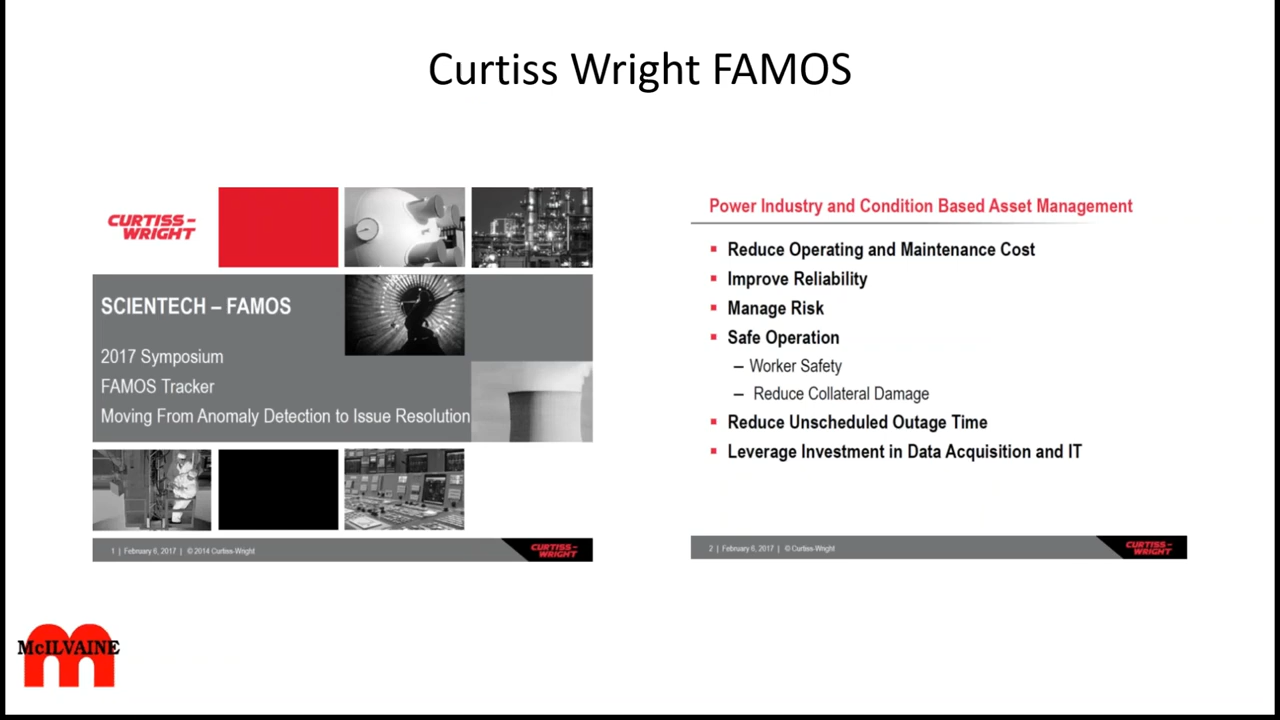 Curtiss Wright FAMOS
CURTISS-
WRIGHT
SCIENTECH – FAMOS
2017 Symposium
FAMOS Tracker
Moving From Anomaly Detection to Issue Resolution
1 | February 6, 2017 | © 2014 Curtiss-Wright
CURTISS-
WRIGHT
Power Industry and Condition Based Asset Management
▪ Reduce Operating and Maintenance Cost
▪ Improve Reliability
▪ Manage Risk
▪ Safe Operation
– Worker Safety
– Reduce Collateral Damage
▪ Reduce Unscheduled Outage Time
▪ Leverage Investment in Data Acquisition and IT
2 | February 6, 2017 | © Curtiss-Wright
CURTISS-
WRIGHT
McILVAINE